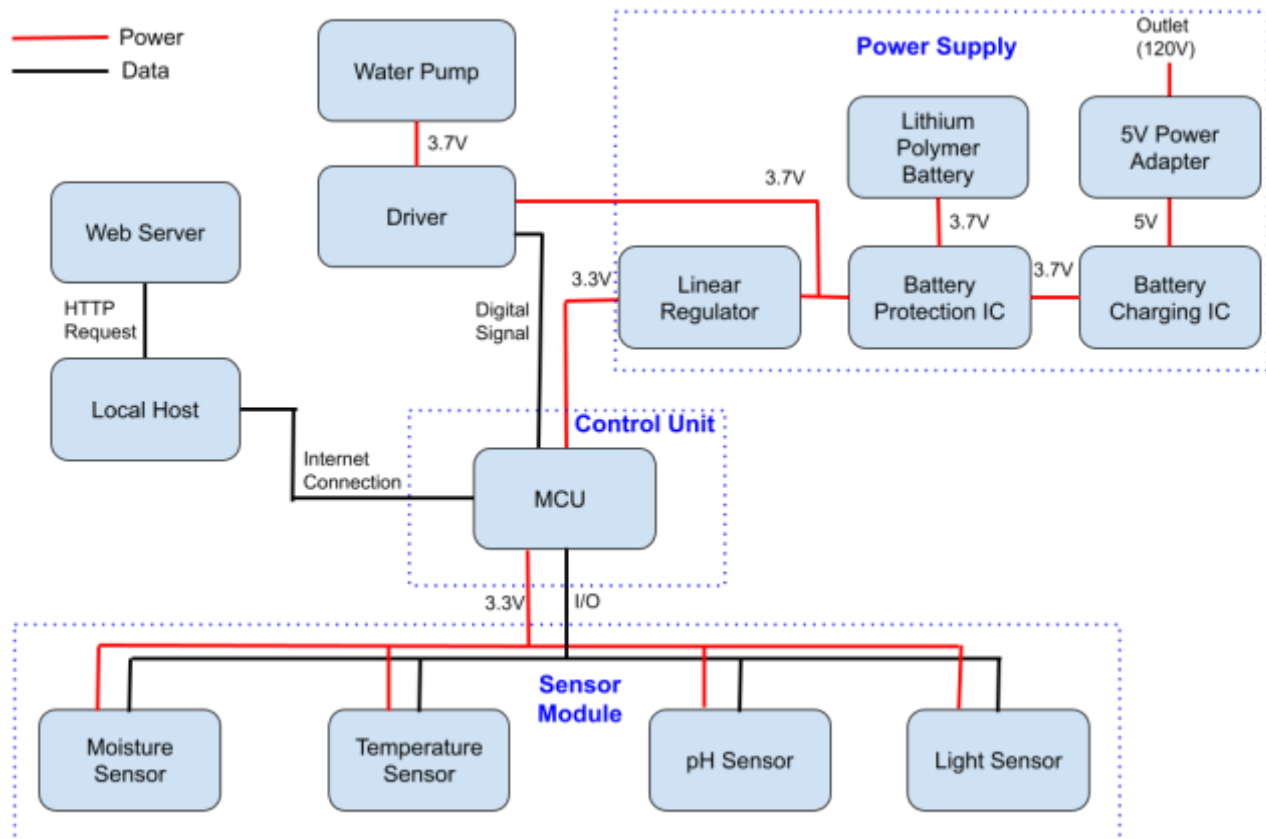 Power
Data
Water Pump
3.7V
Driver
Web Server
HTTP
Request
Local Host
Internet
Connection
Digital
Signal
Power Supply
Outlet
(120V)
Lithium
Polymer
Battery
5V Power
Adapter
3.7V
3.7V
5V
3.3V
Linear
Regulator
Battery
Protection IC
3.7V
Battery
Charging IC
Control Unit
MCU
3.3V
I/O
Sensor
Module
Moisture
Sensor
Temperature
Sensor
pH Sensor
Light Sensor